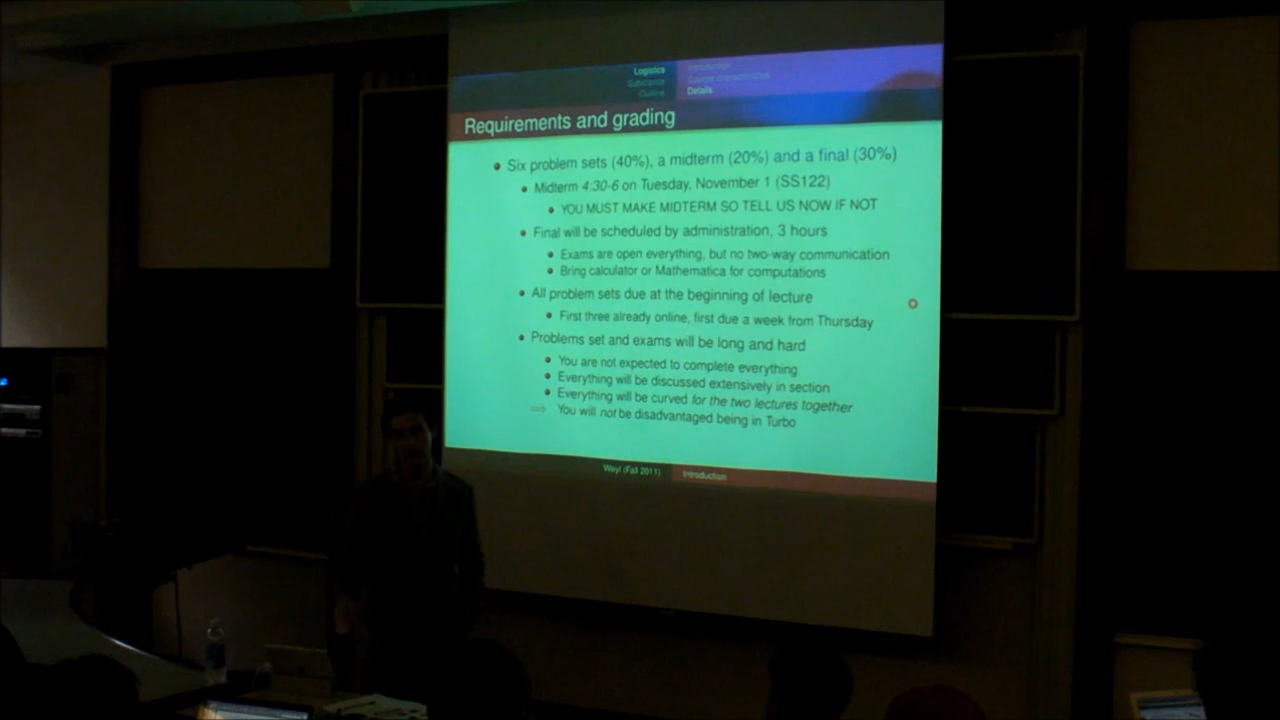 Logistics
Substance
Outline
Introduction
Course characteristics
Details
Requirements and grading
Six problem sets (40%), a midterm (20%) and a final (30%)
Midterm 4:30-6 on Tuesday, November 1 (SS122)
YOU MUST MAKE MIDTERM SO TELL US NOW IF NOT
Final will be scheduled by administration, 3 hours
Exams are open everything, but no two-way communication
Bring calculator or Mathematica for computations
All problem sets due at the beginning of lecture
First three already online, first due a week from Thursday
Problems set and exams will be long and hard
You are not expected to complete everything
Everything will be discussed extensively in section
Everything will be curved for the two lectures together
⇒ You will not be disadvantaged being in Turbo
Weyl (Fall 2011)
Introduction